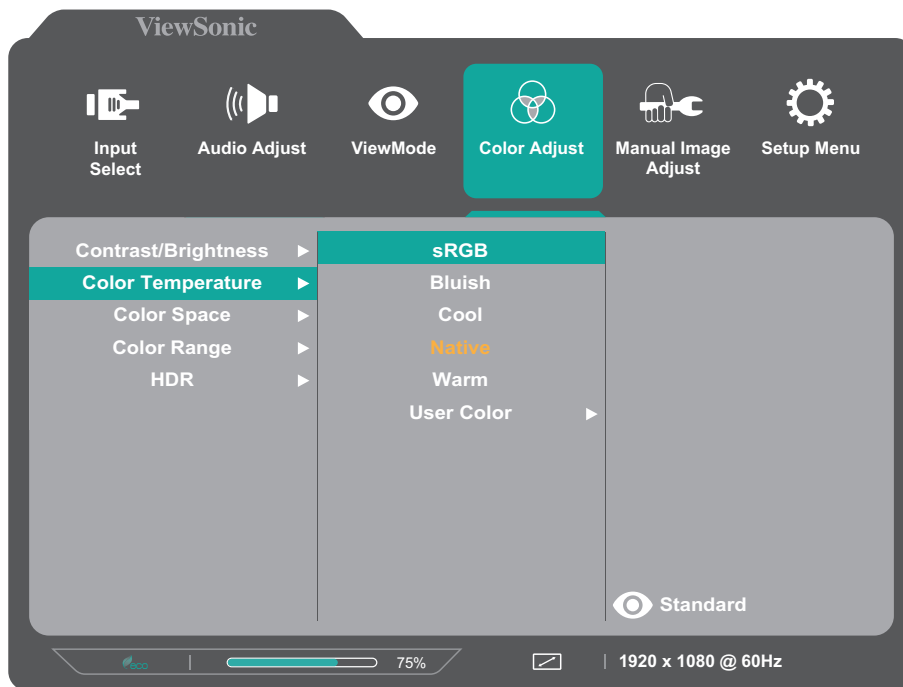 ViewSonic
Input Select
Audio Adjust
ViewMode
Color Adjust
Manual Image Adjust
Setup Menu
Contrast/Brightness
Color Temperature
Color Space
Color Range
HDR
sRGB
Bluish
Cool
Native
Warm
User Color
Standard
eco
75%
1920 x 1080 @ 60Hz